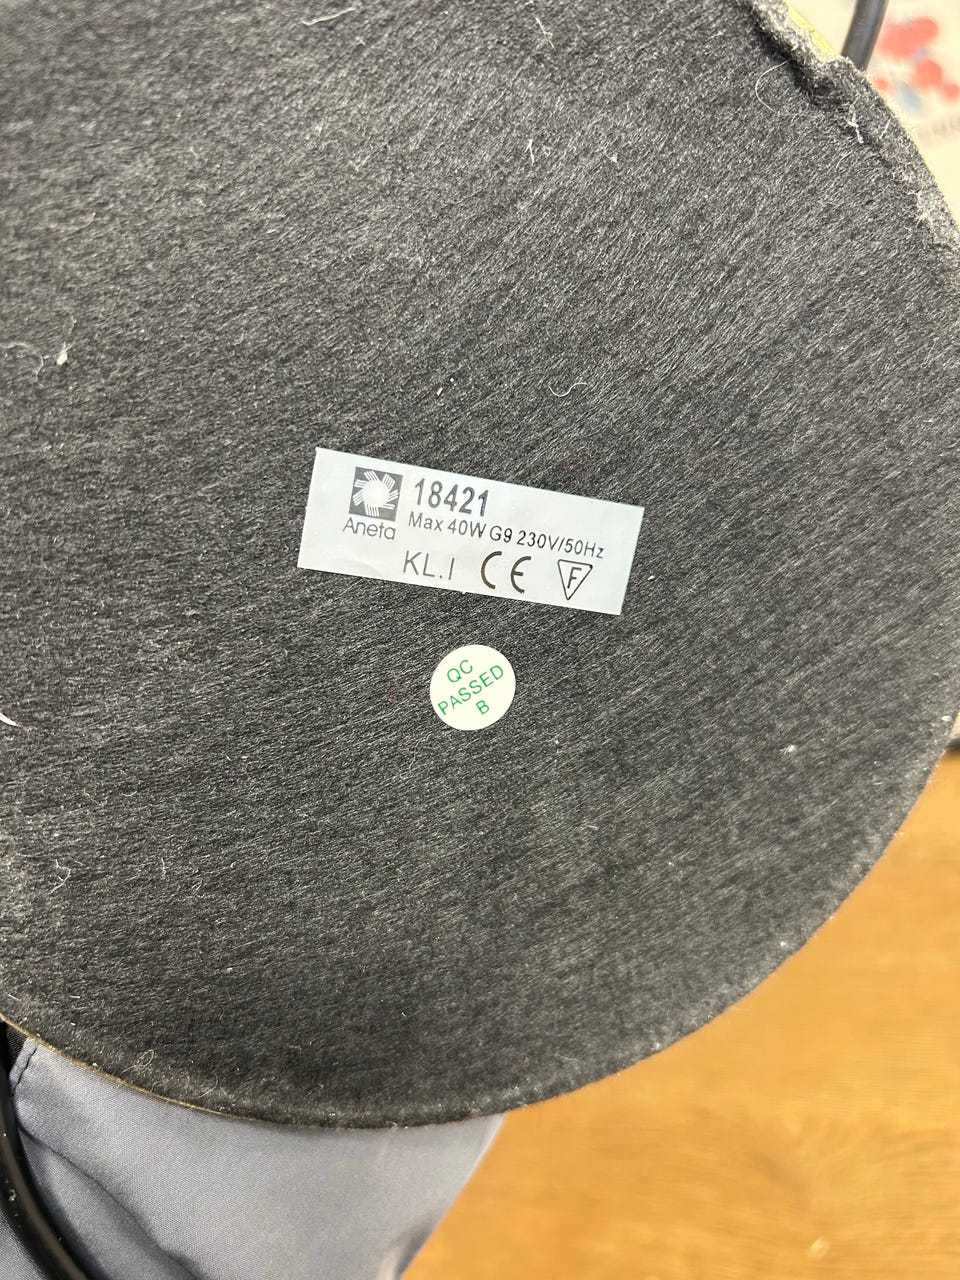 18421
Aneta
Max 40W G9 230V/50Hz
KL.I CE F
QC
PASSED
B